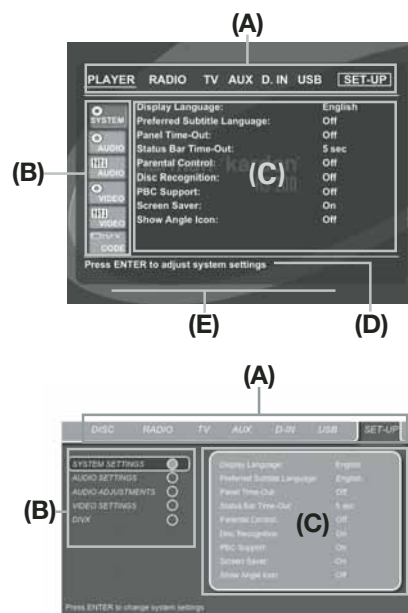 (A)
PLAYER RADIO TV AUX D. IN USB SET-UP
SYSTEM
AUDIO
AUDIO
VIDEO
VIDEO
CODE
Display Language: English
Preferred Subtitle Language: Off
Panel Time-Out: Off
Status Bar Time-Out: 5 sec
Parental Control: Off
Disc Recognition: Off
PBC Support: Off
Screen Saver: On
Show Angle Icon: Off
(B)
(C)
Press ENTER to adjust system settings
(E)
(D)
(A)
DISC RADIO TV AUX D-IN USB SET-UP
SYSTEM SETTINGS
AUDIO SETTINGS
AUDIO ADJUSTMENTS
VIDEO SETTINGS
DIVX
(B)
Display Language: English
Preferred Subtitle Language: English
Panel Time-Out: Off
Status Bar Time-Out: 5 sec
Parental Control: Off
Disc Recognition: On
PBC Support: On
Screen Saver: On
Show Angle Icon: Off
(C)
Press ENTER to change system settings